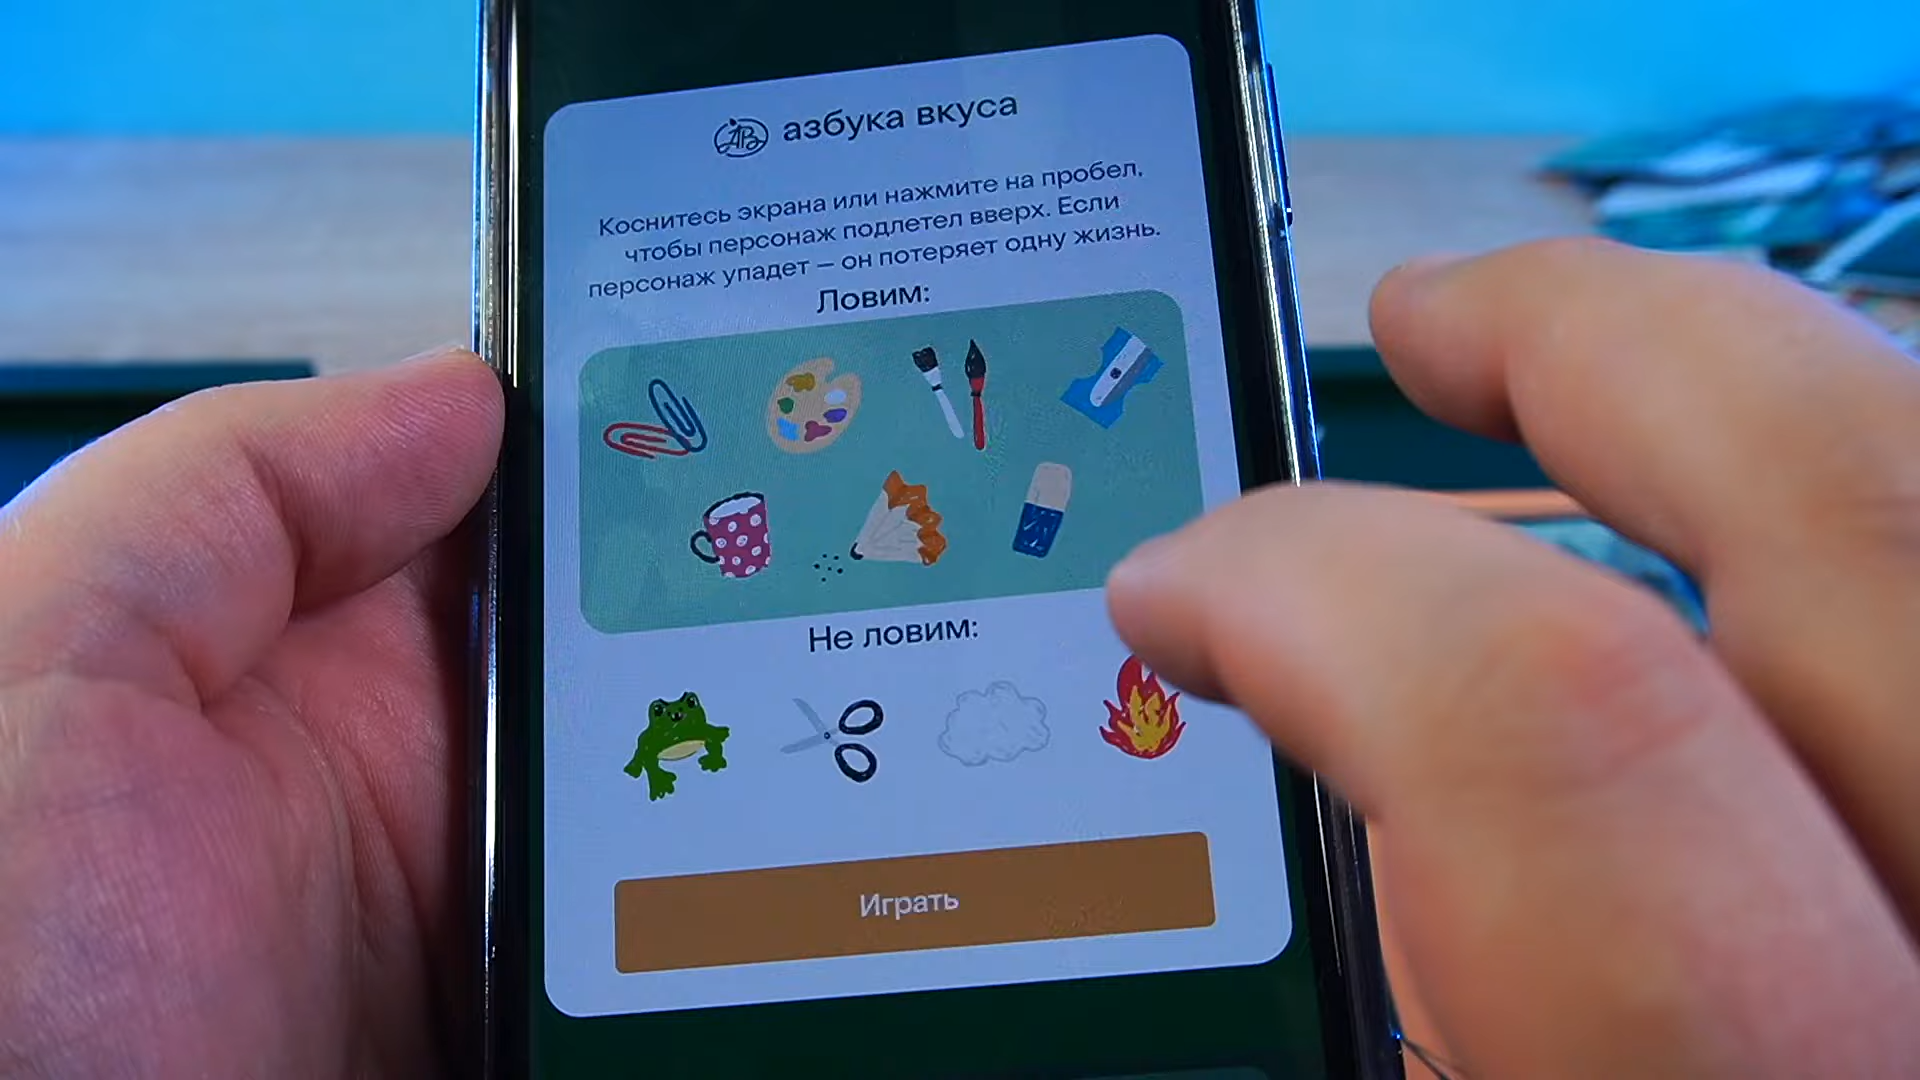 АВ азбука вкуса
Коснитесь экрана или нажмите на пробел,
чтобы персонаж подлетел вверх. Если
персонаж упадет — он потеряет одну жизнь.
Ловим:
Не ловим:
Играть